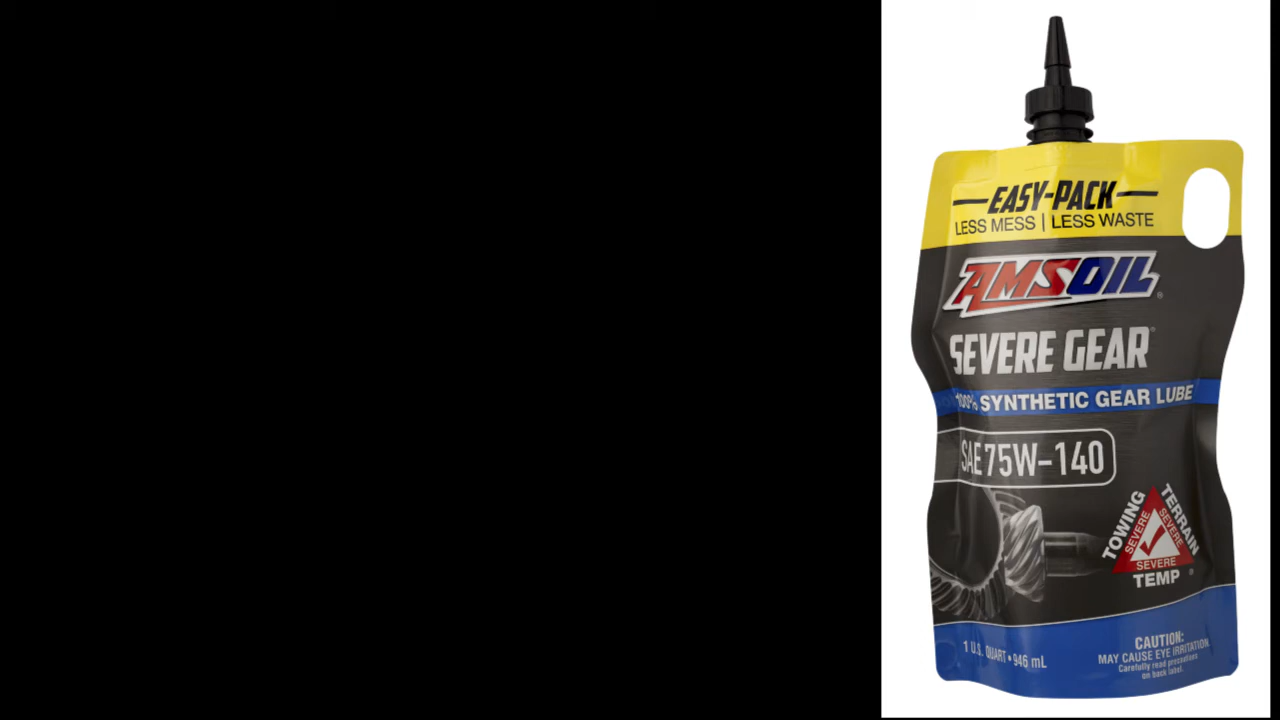 EASY-PACK
LESS MESS | LESS WASTE
AMSOIL®
SEVERE GEAR®
100% SYNTHETIC GEAR LUBE
SAE 75W-140
TOWING TERRAIN
SEVERE SEVERE
SEVERE
TEMP®
1 U.S. QUART • 946 mL
CAUTION:
MAY CAUSE EYE IRRITATION
Carefully read precautions
on back label.